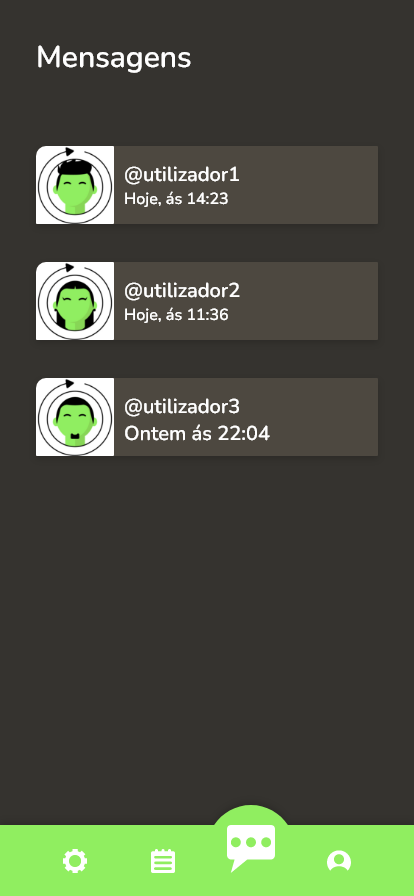 Mensagens
@utilizador1
Hoje, ás 14:23
@utilizador2
Hoje, ás 11:36
@utilizador3
Ontem ás 22:04